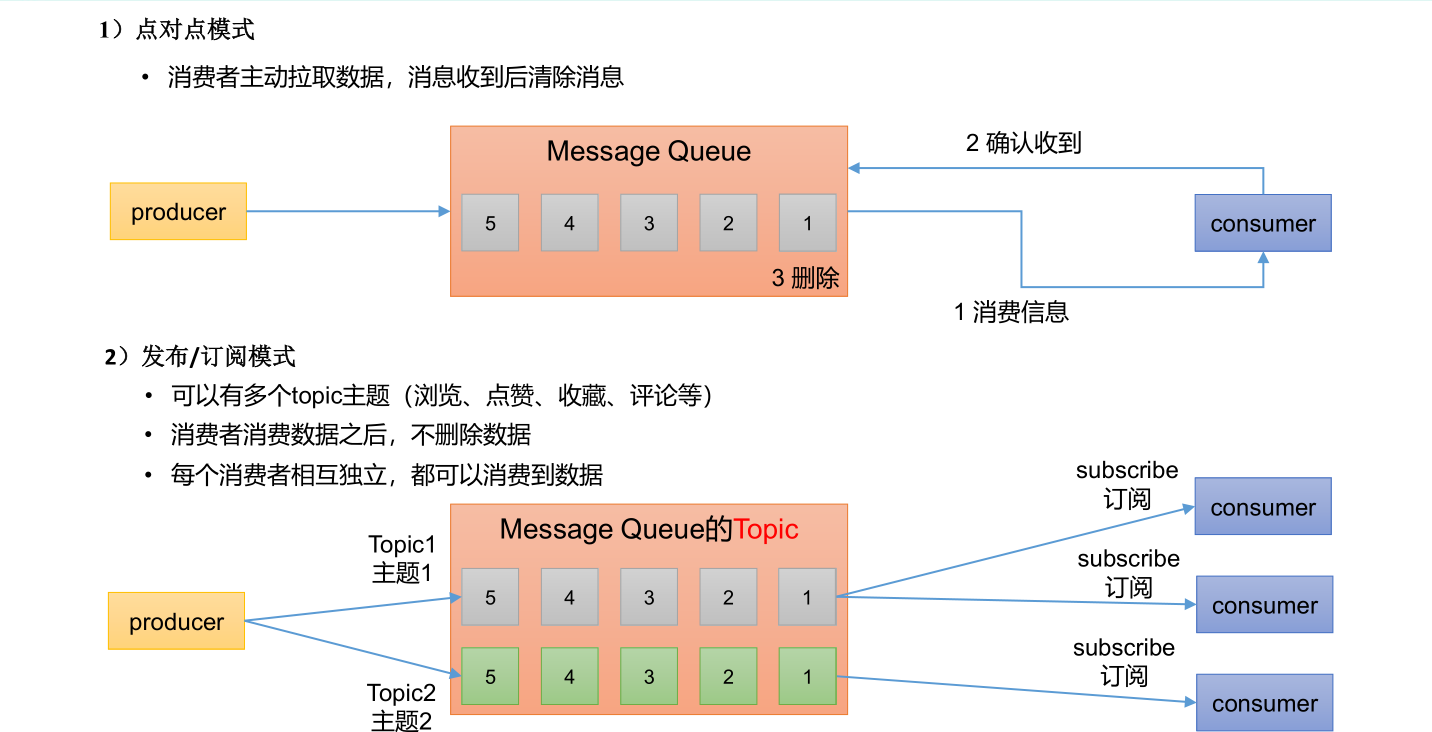 1）点对点模式
• 消费者主动拉取数据，消息收到后清除消息
Message Queue
2 确认收到
producer
5 4 3 2 1
consumer
3 删除
1 消费信息
2）发布/订阅模式
• 可以有多个topic主题（浏览、点赞、收藏、评论等）
• 消费者消费数据之后，不删除数据
• 每个消费者相互独立，都可以消费到数据
subscribe
订阅
consumer
Message Queue的Topic
Topic1
主题1
subscribe
订阅
5 4 3 2 1
consumer
producer
subscribe
订阅
5 4 3 2 1
Topic2
主题2
consumer